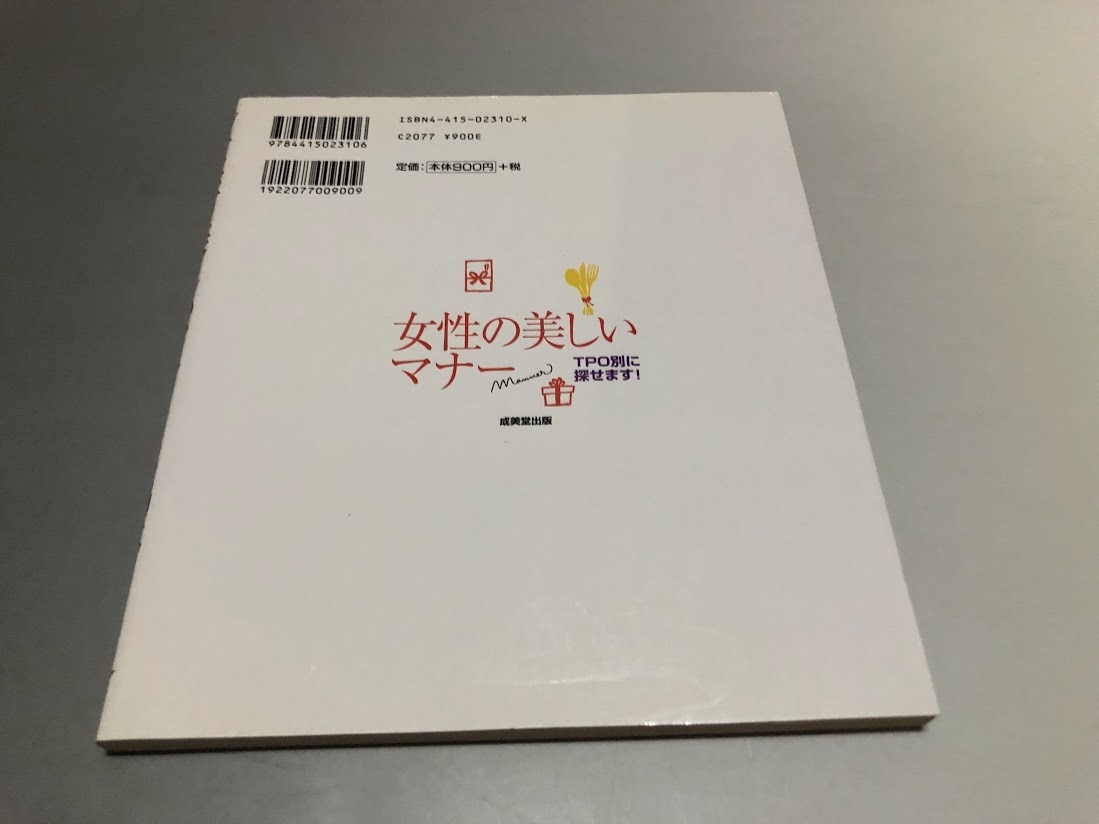 ISBN4-415-02310-X
C2077 ¥900E
9784415023106
定価：本体900円＋税
1922077009009
女性の美しい
マナー
Manner
TPO別に
探せます！
成美堂出版